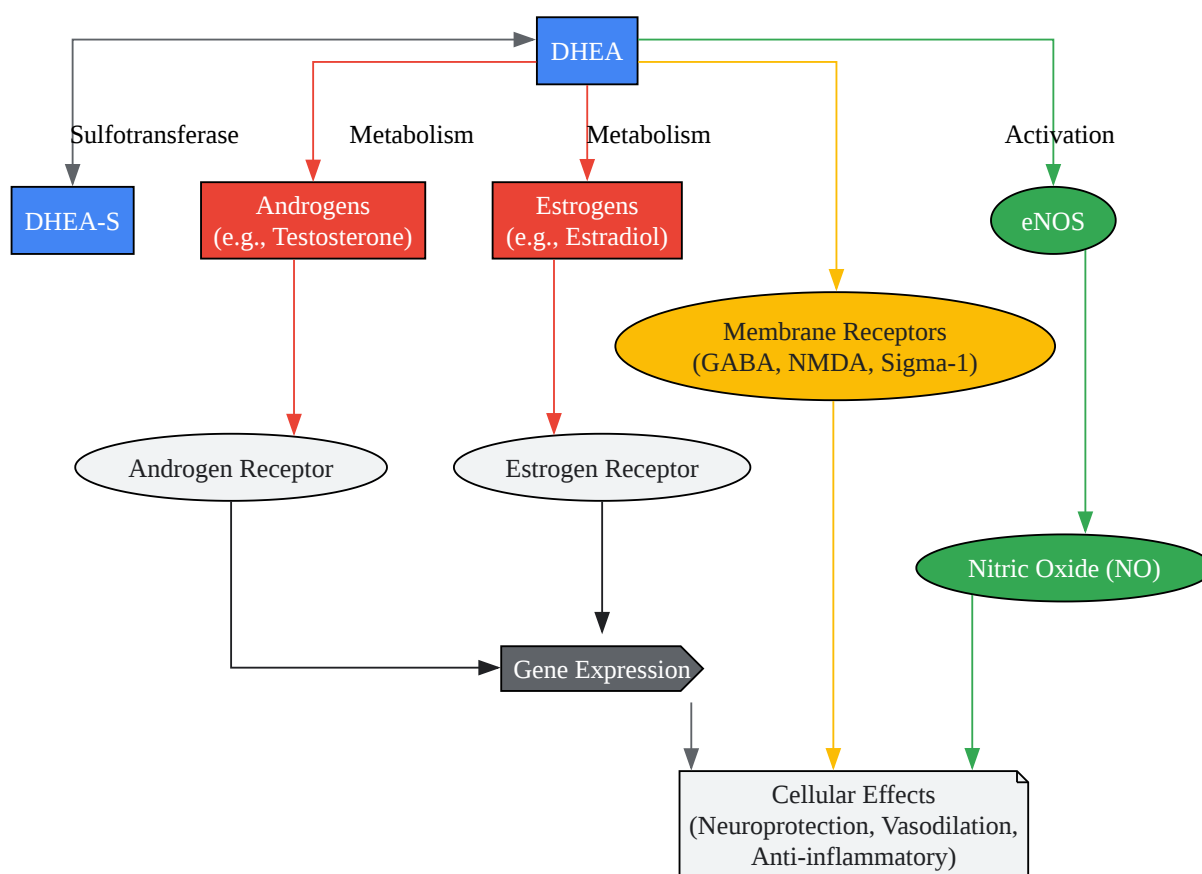 DHEA
Sulfotransferase
Metabolism
Metabolism
Activation
DHEA-S
Androgens
(e.g., Testosterone)
Estrogens
(e.g., Estradiol)
eNOS
Membrane Receptors
(GABA, NMDA, Sigma-1)
Androgen Receptor
Estrogen Receptor
Nitric Oxide (NO)
Gene Expression
Cellular Effects
(Neuroprotection, Vasodilation,
Anti-inflammatory)